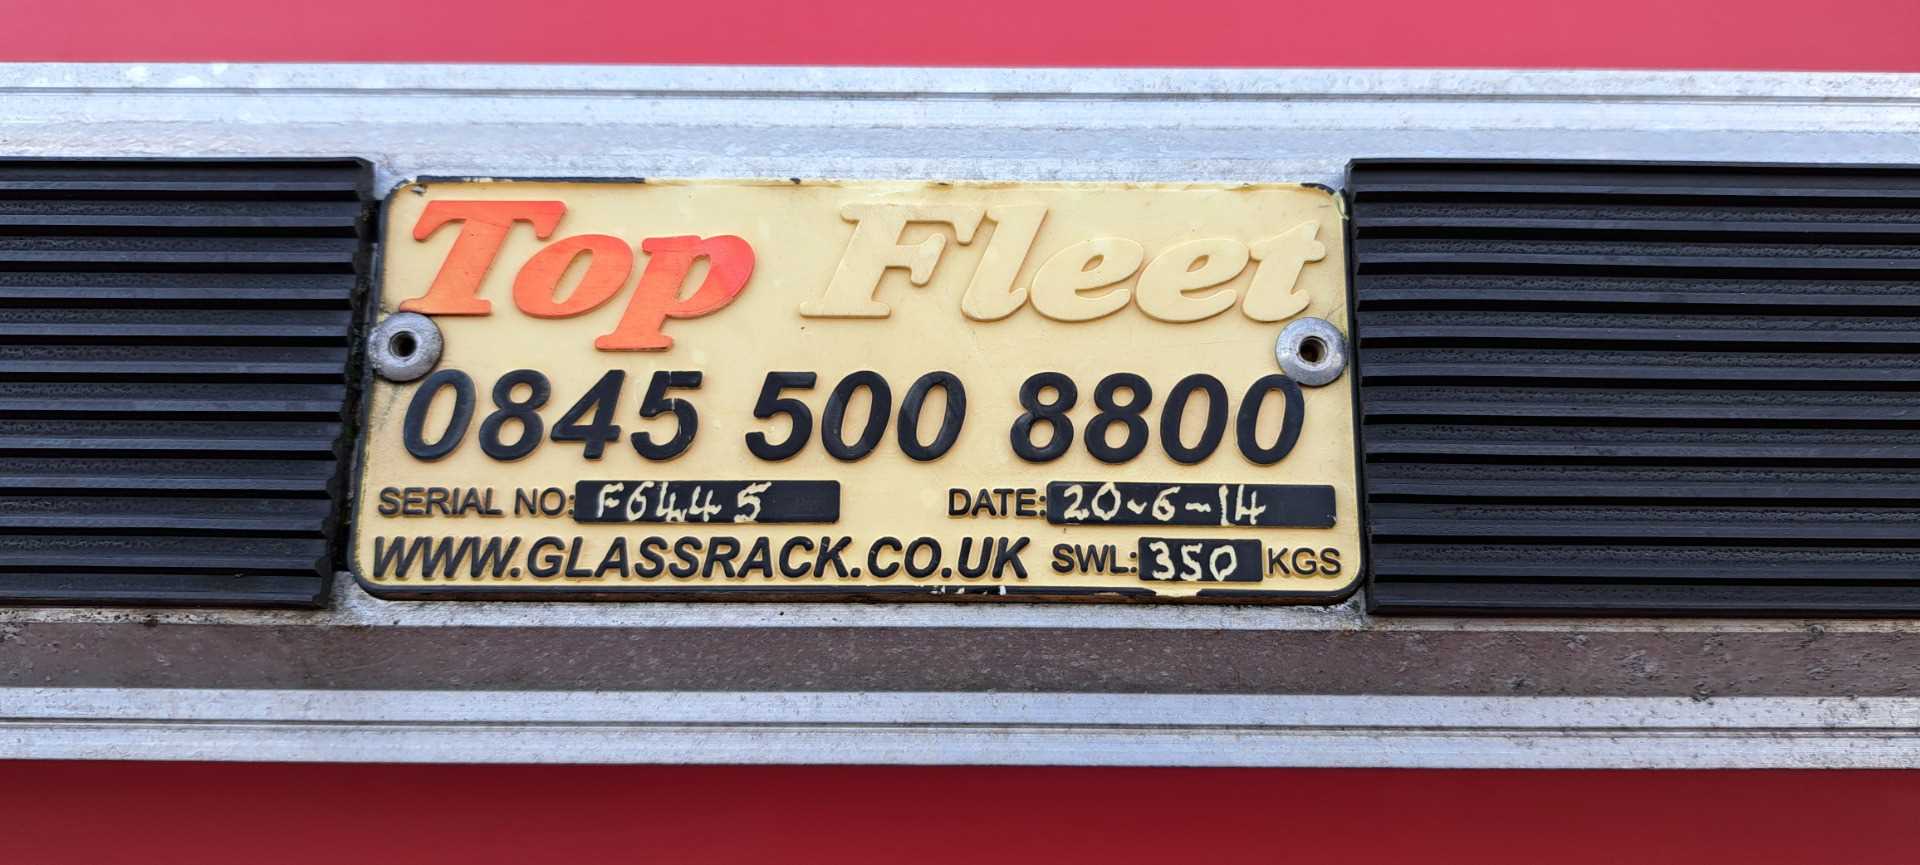 Top Fleet
0845 500 8800
SERIAL NO: F6445 DATE: 20-6-14
WWW.GLASSRACK.CO.UK SWL: 350 KGS